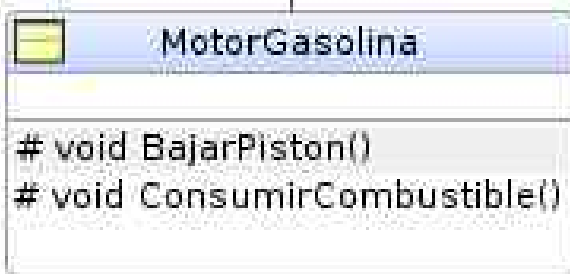 MotorGasolina
# void BajarPiston()
# void ConsumirCombustible()